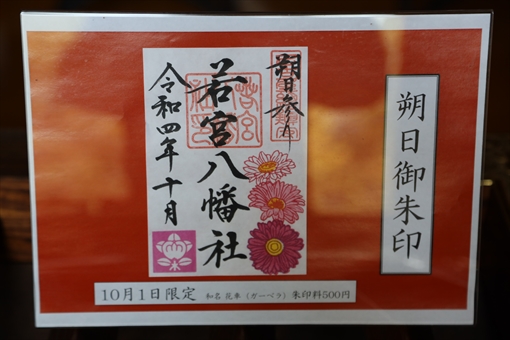 朔日御朱印
朔日参り
若宮八幡社
令和四年十月
10月1日限定 和名 花車（ガーベラ）朱印料500円